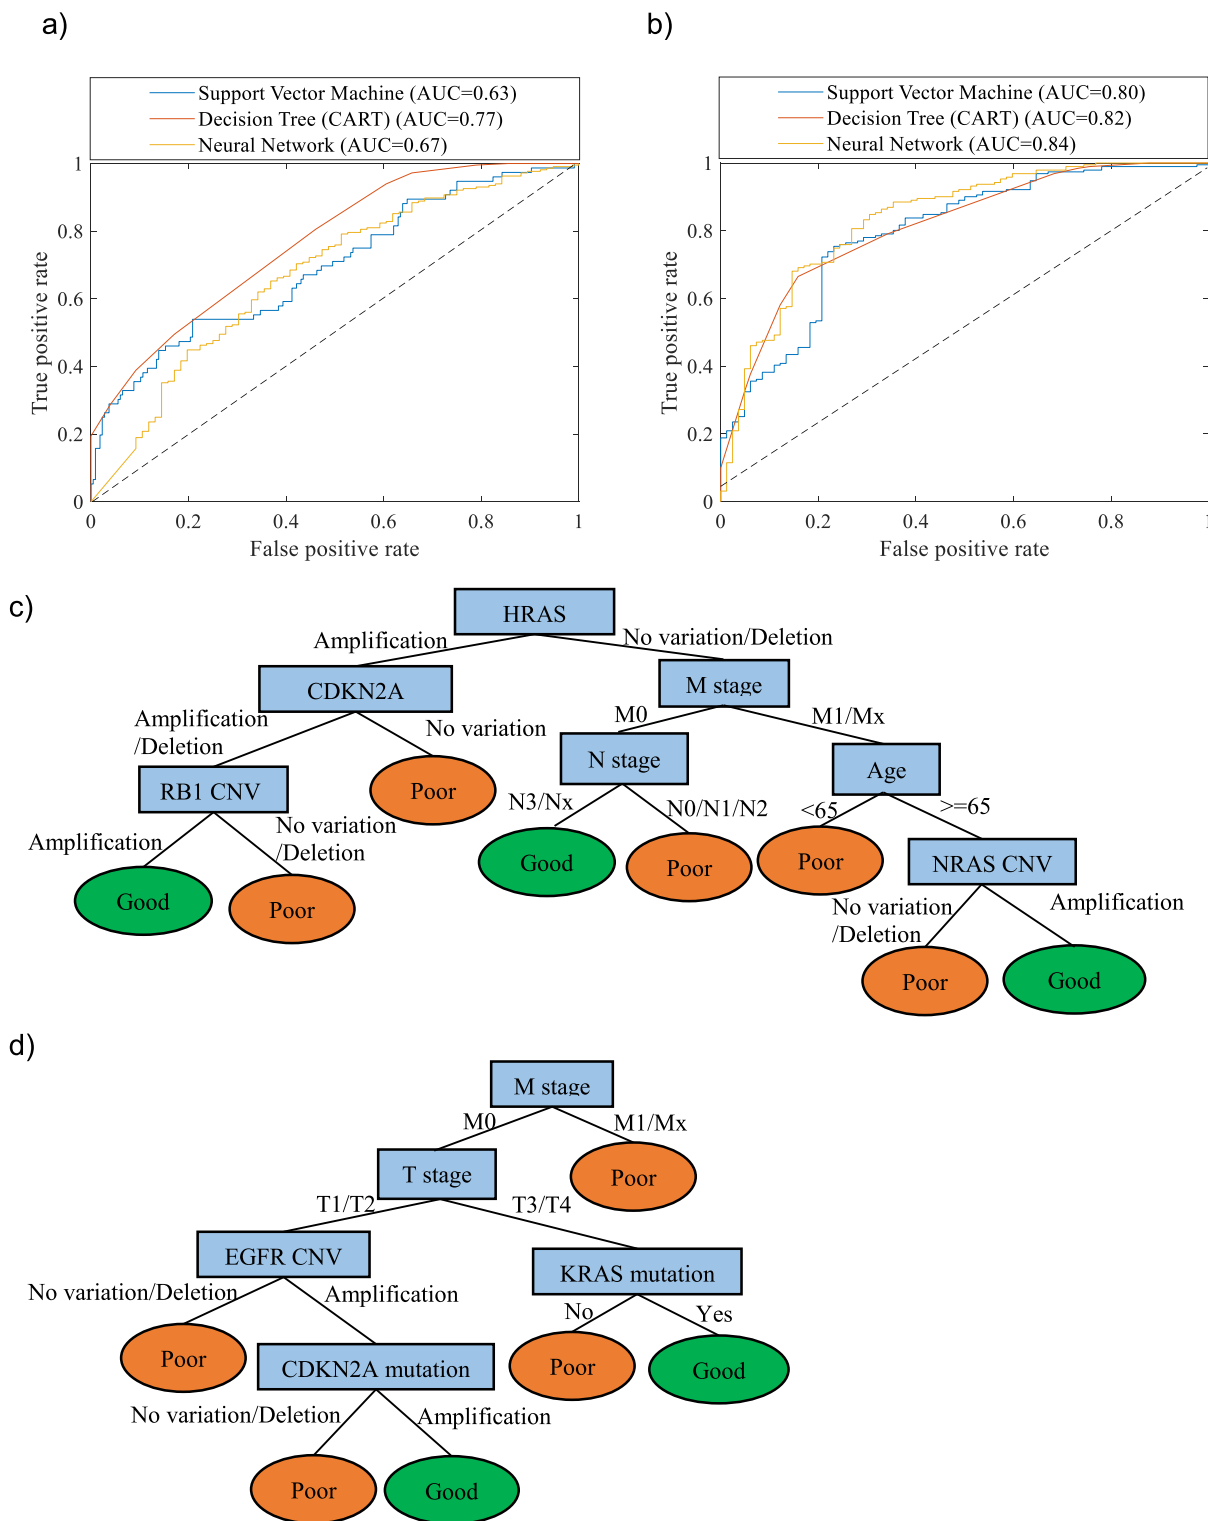 a)
Support Vector Machine (AUC=0.63)
Decision Tree (CART) (AUC=0.77)
Neural Network (AUC=0.67)
1
0.8
0.6
0.4
0.2
0
0
0.2
0.4
0.6
0.8
1
True positive rate
False positive rate
b)
Support Vector Machine (AUC=0.80)
Decision Tree (CART) (AUC=0.82)
Neural Network (AUC=0.84)
1
0.8
0.6
0.4
0.2
0
0
0.2
0.4
0.6
0.8
1
True positive rate
False positive rate
c)
HRAS
Amplification
No variation/Deletion
CDKN2A
M stage
Amplification
/Deletion
No variation
M0
M1/Mx
RB1 CNV
Poor
N stage
Age
Amplification
No variation
/Deletion
N3/Nx
N0/N1/N2
<65
>=65
Good
Poor
Good
Poor
Poor
NRAS CNV
No variation
/Deletion
Amplification
Poor
Good
d)
M stage
M0
M1/Mx
T stage
Poor
T1/T2
T3/T4
EGFR CNV
KRAS mutation
No variation/Deletion
Amplification
No
Yes
Poor
CDKN2A mutation
Poor
Good
No variation/Deletion
Amplification
Poor
Good